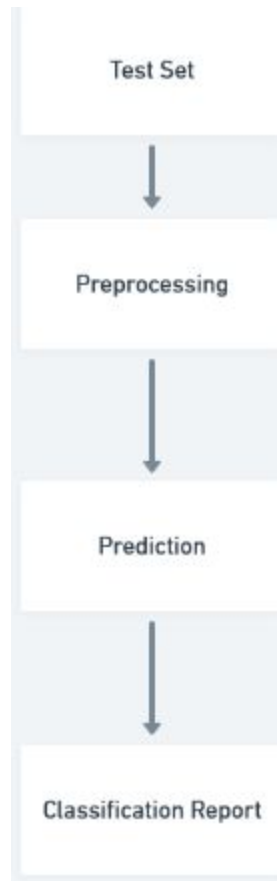 Test Set
Preprocessing
Prediction
Classification Report